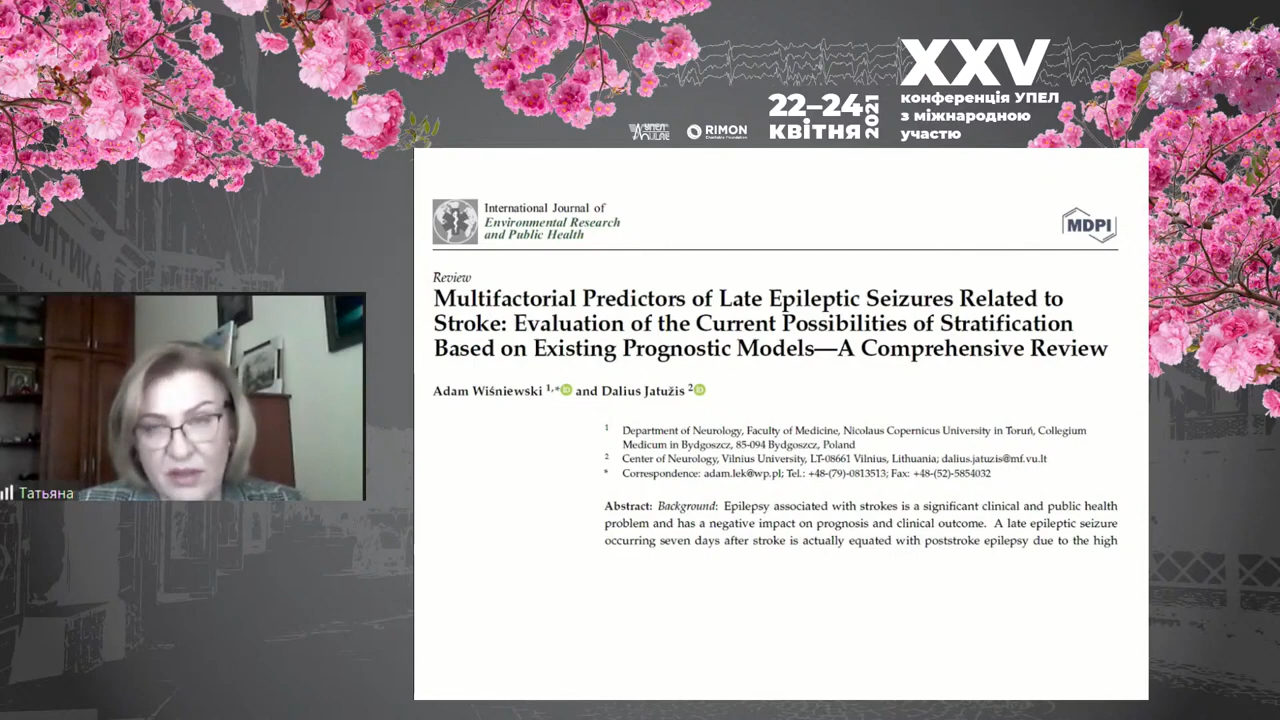 XXV
22–24
квітня
2021
конференція УПЕЛ
з міжнародною
участю
RIMON
International Journal of
Environmental Research
and Public Health
MDPI
Review
Multifactorial Predictors of Late Epileptic Seizures Related to
Stroke: Evaluation of the Current Possibilities of Stratification
Based on Existing Prognostic Models—A Comprehensive Review
Adam Wiśniewski 1,* and Dalius Jatužis 2
1 Department of Neurology, Faculty of Medicine, Nicolaus Copernicus University in Toruń, Collegium
Medicum in Bydgoszcz, 85-094 Bydgoszcz, Poland
2 Center of Neurology, Vilnius University, LT-08661 Vilnius, Lithuania; dalius.jatuzis@mf.vu.lt
* Correspondence: adam.lek@wp.pl; Tel.: +48-(79)-0813513; Fax: +48-(52)-5854032
Abstract: Background: Epilepsy associated with strokes is a significant clinical and public health
problem and has a negative impact on prognosis and clinical outcome. A late epileptic seizure
occurring seven days after stroke is actually equated with poststroke epilepsy due to the high
Татьяна